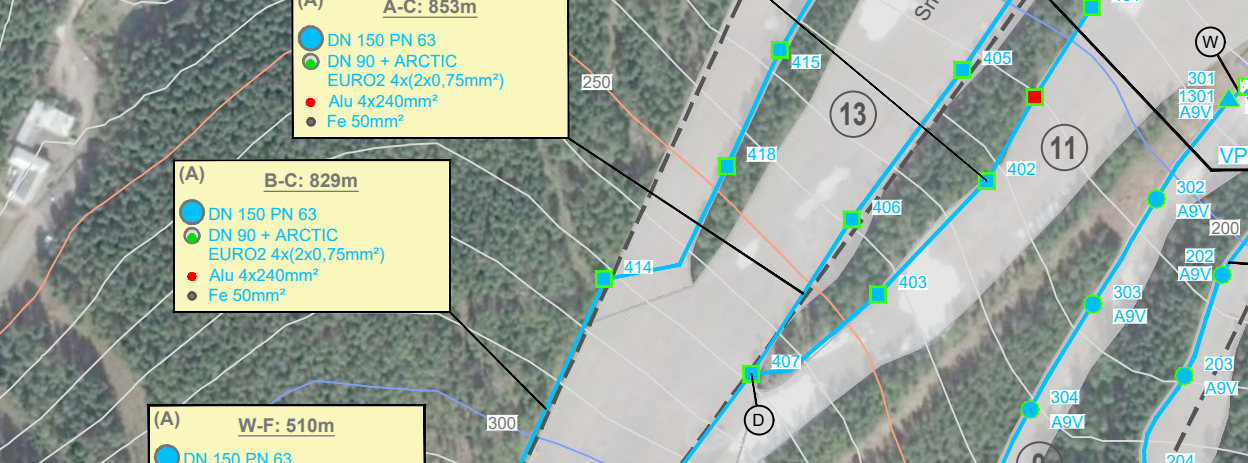 (A)
A-C: 853m
DN 150 PN 63
DN 90 + ARCTIC
EURO2 4x(2x0,75mm²)
Alu 4x240mm²
Fe 50mm²
(A)
B-C: 829m
DN 150 PN 63
DN 90 + ARCTIC
EURO2 4x(2x0,75mm²)
Alu 4x240mm²
Fe 50mm²
(A)
W-F: 510m
DN 150 PN 63
250
300
200
415
418
414
13
405
406
407
D
402
403
11
W
301
1301
A9V
VP
302
A9V
202
A9V
303
A9V
203
A9V
304
A9V
9
204